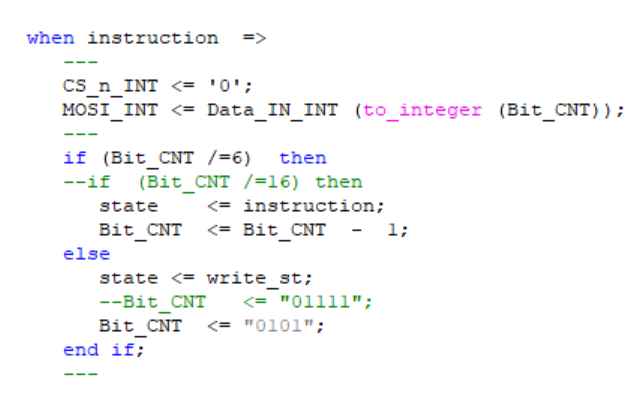 when instruction  =>
---
CS_n_INT <= '0';
MOSI_INT <= Data_IN_INT (to_integer (Bit_CNT));
---
if (Bit_CNT /=6)  then
--if  (Bit_CNT /=16) then
state    <= instruction;
Bit_CNT  <= Bit_CNT  -  1;
else
state <= write_st;
--Bit_CNT   <= "01111";
Bit_CNT  <= "0101";
end if;
---